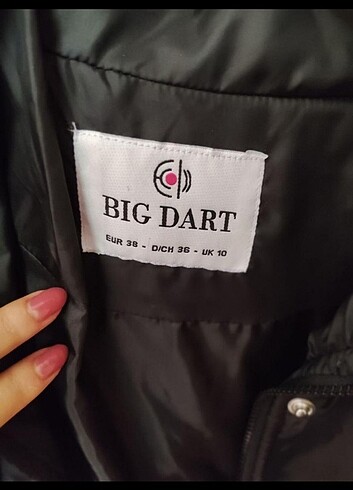 BIG DART
EUR 38 - D/CH 36 - UK 10